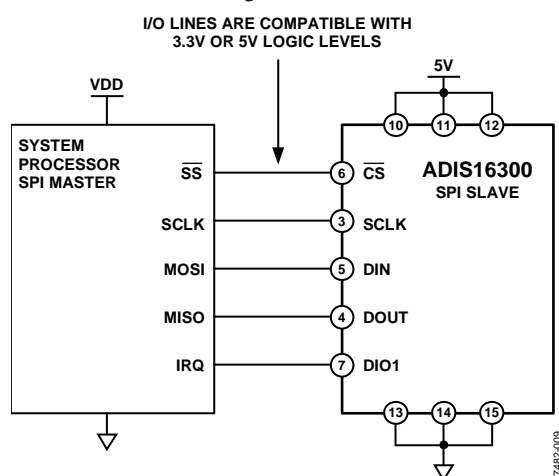 I/O LINES ARE COMPATIBLE WITH
3.3V OR 5V LOGIC LEVELS
5V
VDD
10 11 12
SYSTEM
PROCESSOR
SPI MASTER
ADIS16300
SPI SLAVE
SS 6 CS
SCLK 3 SCLK
MOSI 5 DIN
MISO 4 DOUT
IRQ 7 DIO1
13 14 15